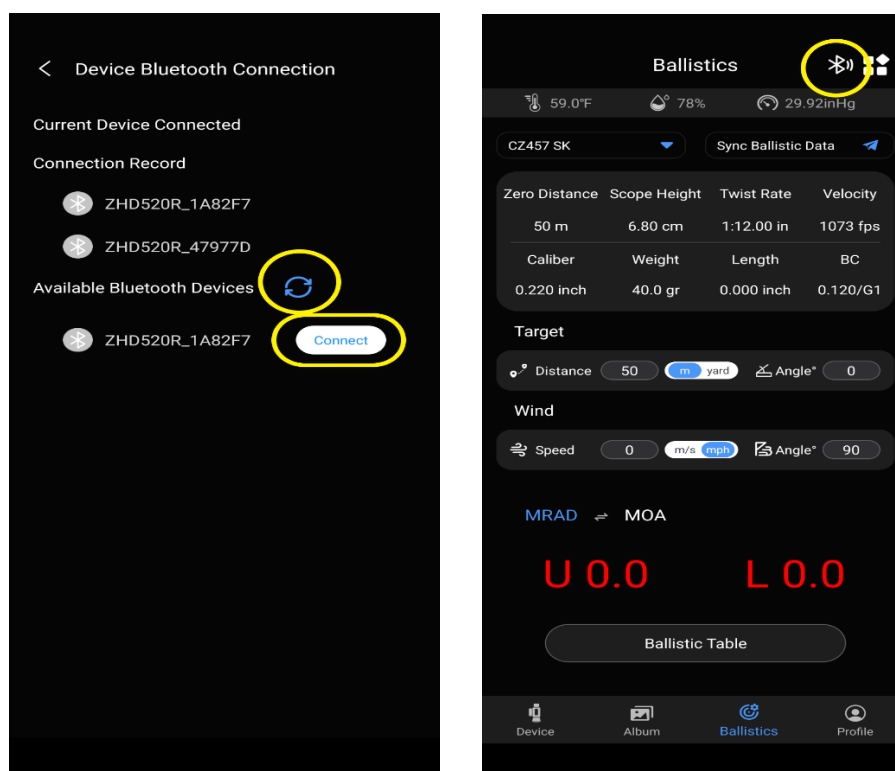 Device Bluetooth Connection
Current Device Connected
Connection Record
ZHD520R_1A82F7
ZHD520R_47977D
Available Bluetooth Devices
ZHD520R_1A82F7 Connect
Ballistics
59.0°F 78% 29.92inHg
CZ457 SK Sync Ballistic Data
Zero Distance Scope Height Twist Rate Velocity
50 m 6.80 cm 1:12.00 in 1073 fps
Caliber Weight Length BC
0.220 inch 40.0 gr 0.000 inch 0.120/G1
Target
Distance 50 m yard Angle° 0
Wind
Speed 0 m/s mph Angle° 90
MRAD ⇌ MOA
U 0.0 L 0.0
Ballistic Table
Device Album Ballistics Profile